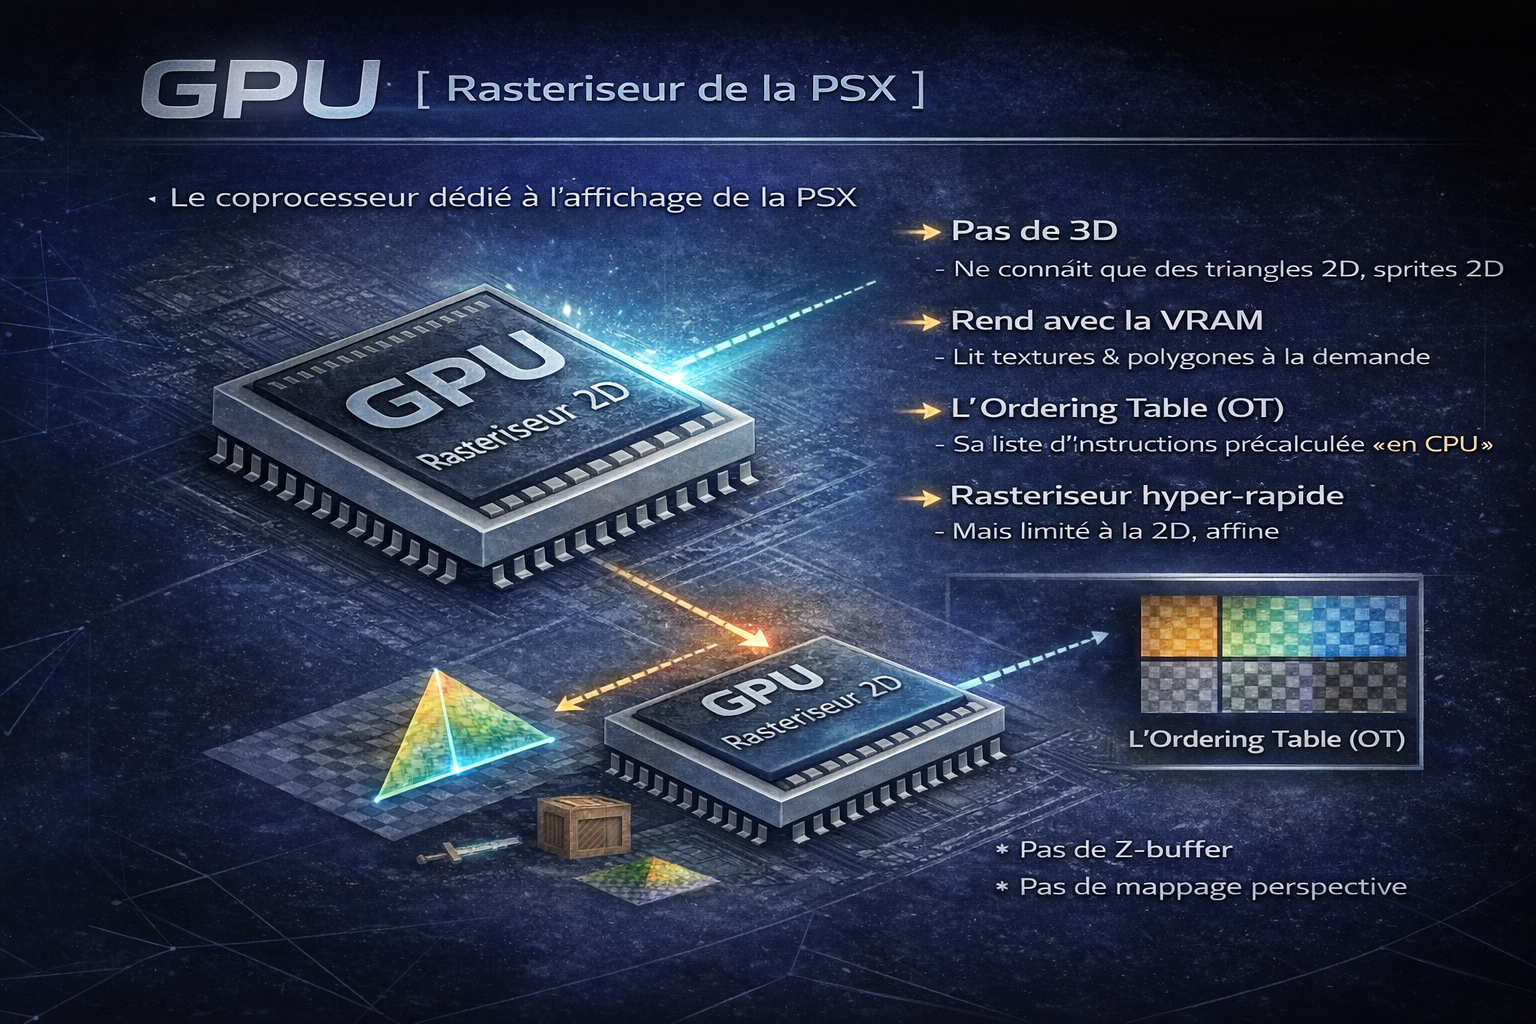 GPU [ Rasteriseur de la PSX ]
Le coprocesseur dédié à l'affichage de la PSX
Pas de 3D
- Ne connáit que des triangles 2D, sprites 2D
Rend avec la VRAM
- Lit textures & polygones à la demande
L'Ordering Table (OT)
- Sa liste d''instructions précalculée «en CPU»
Rasteriseur hyper-rapide
- Mais limité à la 2D, affine
GPU
Rasteriseur 2D
GPU
Rasteriseur 2D
L'Ordering Table (OT)
* Pas de Z-buffer
* Pas de mappage perspective